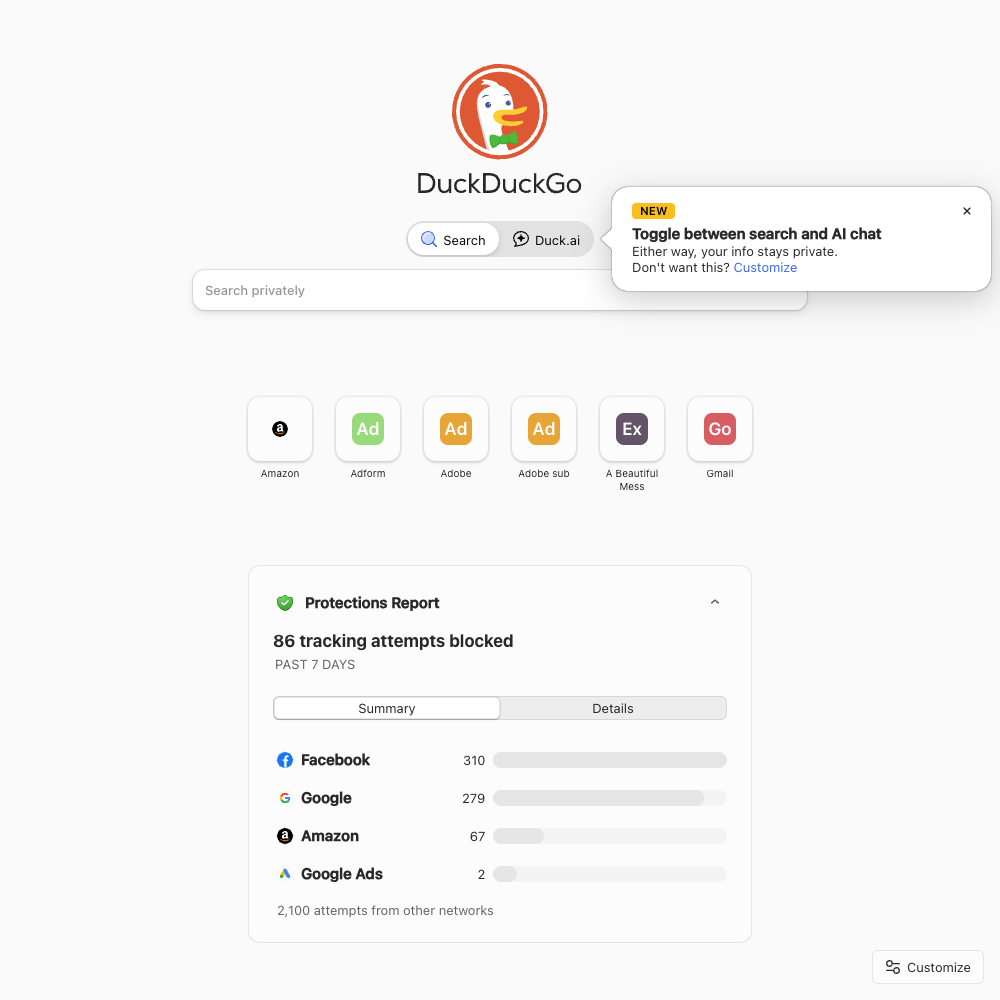 DuckDuckGo
Search
Duck.ai
NEW
Toggle between search and AI chat
Either way, your info stays private.
Don't want this? Customize
Search privately
a
Ad
Ad
Ad
Ex
Go
Amazon
Adform
Adobe
Adobe sub
A Beautiful
Mess
Gmail
Protections Report
86 tracking attempts blocked
PAST 7 DAYS
Summary
Details
Facebook 310
Google 279
Amazon 67
Google Ads 2
2,100 attempts from other networks
Customize